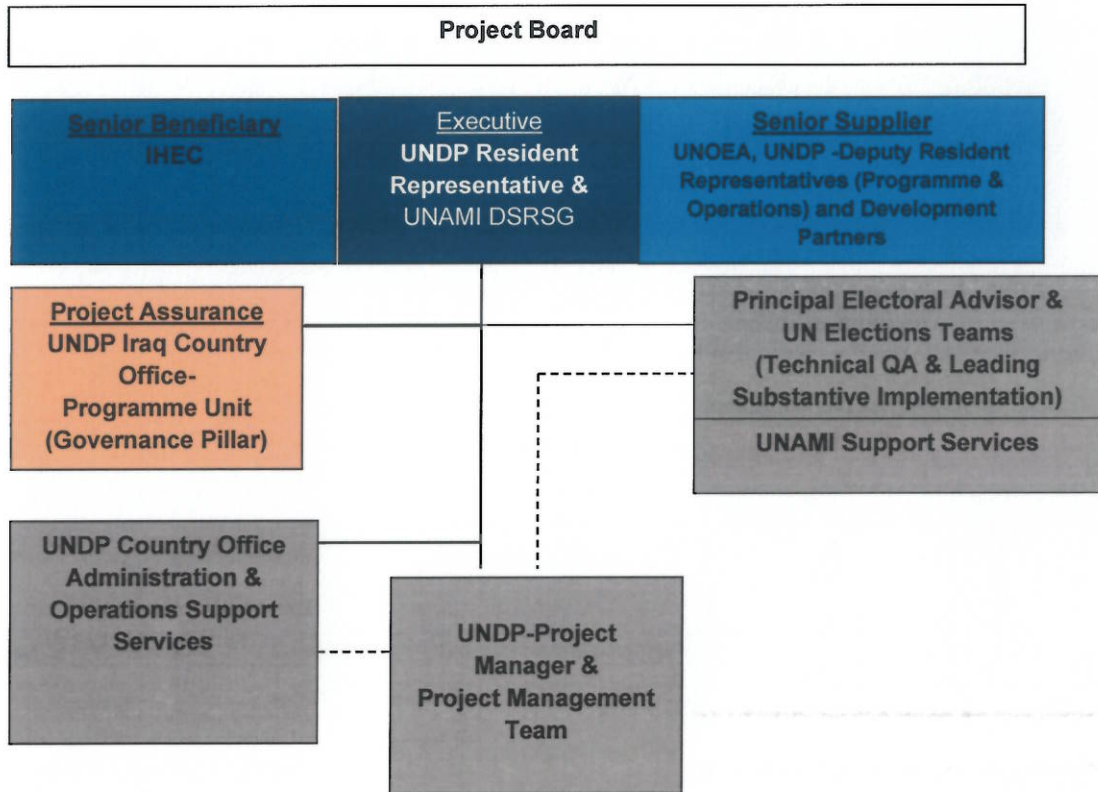 Project Board
Senior Beneficiary
IHEC
Executive
UNDP Resident
Representative &
UNAMI DSRSG
Senior Supplier
UNOEA, UNDP -Deputy Resident
Representatives (Programme &
Operations) and Development
Partners
Project Assurance
UNDP Iraq Country
Office-
Programme Unit
(Governance Pillar)
Principal Electoral Advisor &
UN Elections Teams
(Technical QA & Leading
Substantive Implementation)
UNAMI Support Services
UNDP Country Office
Administration &
Operations Support
Services
UNDP-Project
Manager &
Project Management
Team